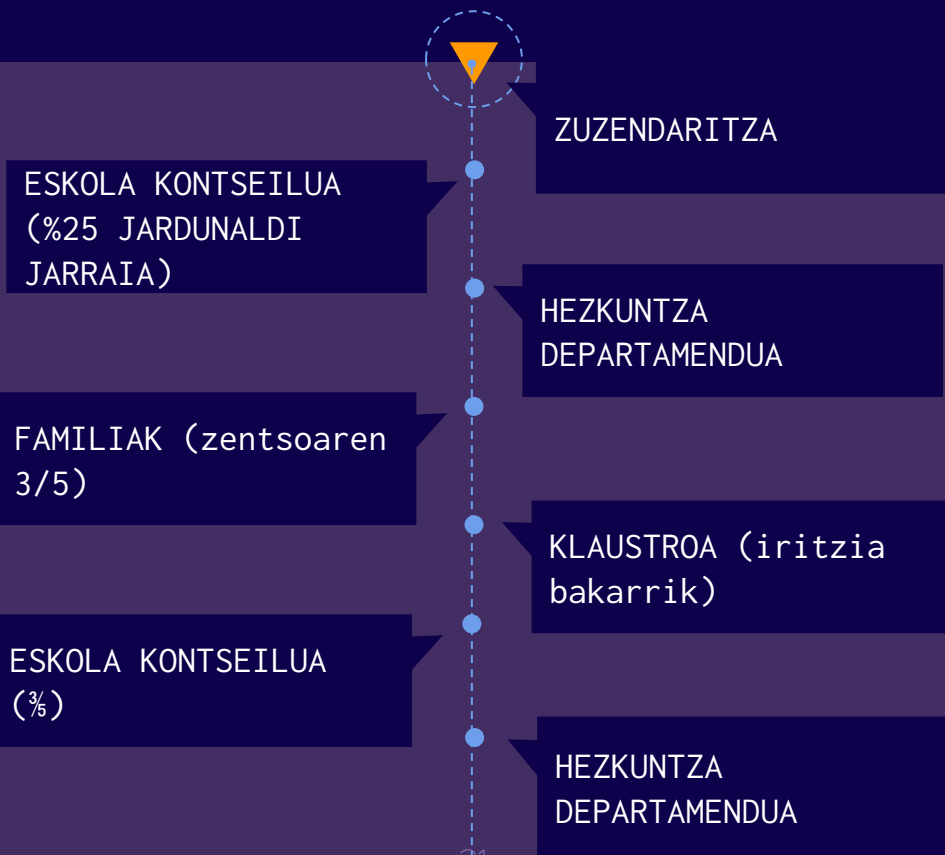 ZUZENDARITZA
ESKOLA KONTSEILUA
(%25 JARDUNALDI
JARRAIA)
HEZKUNTZA
DEPARTAMENDUA
FAMILIAK (zentsoaren
3/5)
KLAUSTROA (iritzia
bakarrik)
ESKOLA KONTSEILUA
(⅗)
HEZKUNTZA
DEPARTAMENDUA